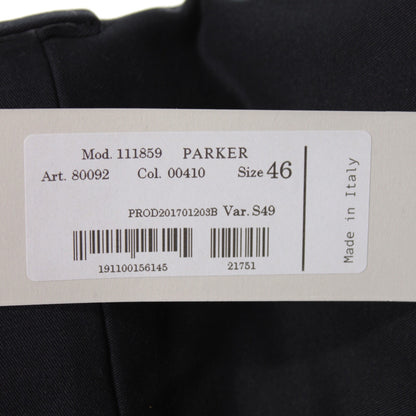 Mod. 111859 PARKER
Art. 80092 Col. 00410 Size 46
PROD201701203B Var. S49
191100156145 21751
Made in Italy